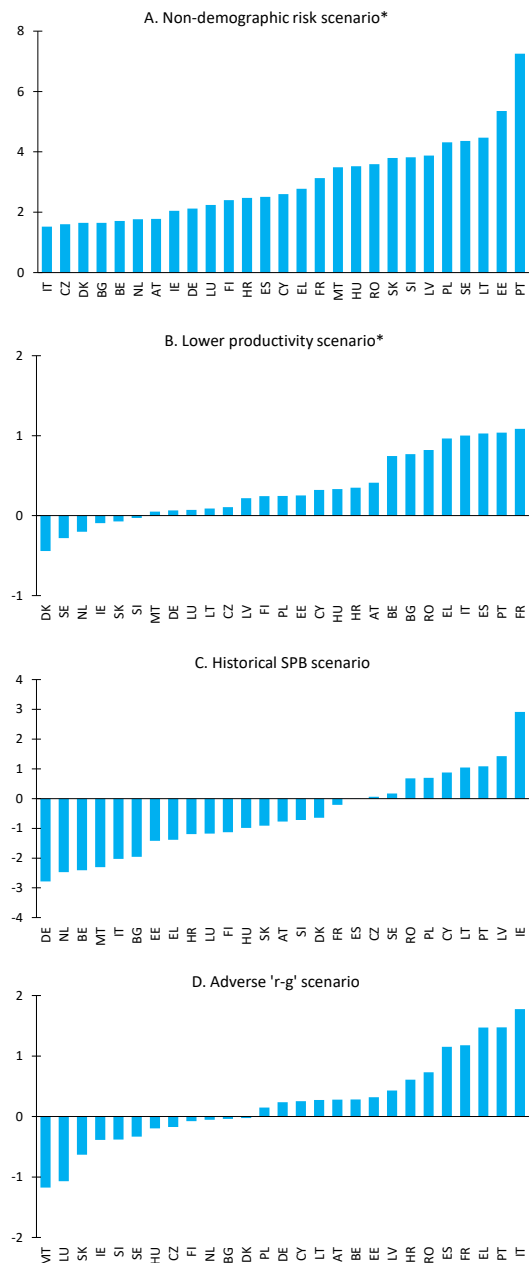 A. Non-demographic risk scenario*
8
6
4
2
0
IT CZ DK BG BE NL AT IE DE LU FI HR ES CY EL FR MT HU RO SK SI LV PL SE LT EE PT
B. Lower productivity scenario*
2
1
0
-1
DK SE NL IE SK SI MT DE LU LT CZ LV FI PL EE CY HU HR AT BE BG RO EL IT ES PT FR
C. Historical SPB scenario
4
3
2
1
0
-1
-2
-3
-4
DE NL BE MT IT BG EE EL HR LU FI HU SK AT SI DK FR ES CZ SE RO PL CY LT PT LV IE
D. Adverse 'r-g' scenario
2
1
0
-1
-2
MT LU SK IE SI SE HU CZ FI NL BG DK PL DE CY LT AT BE EE LV HR RO ES FR EL PT IT